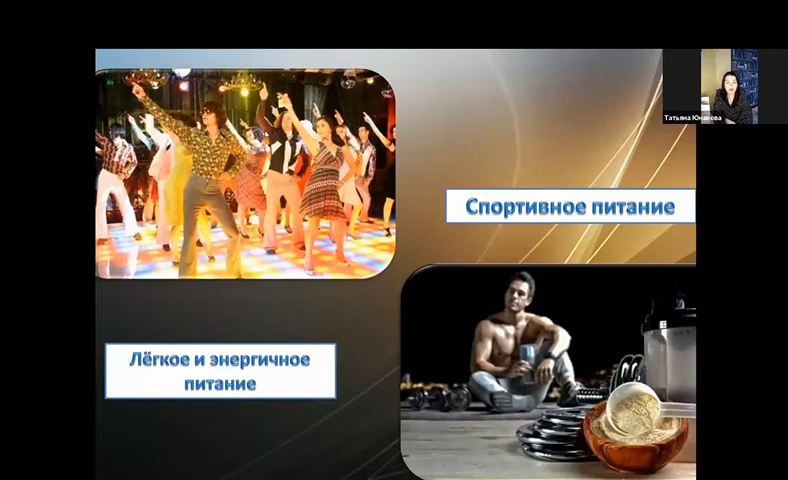 Татьяна Юнакова
Спортивное питание
Лёгкое и энергичное
питание